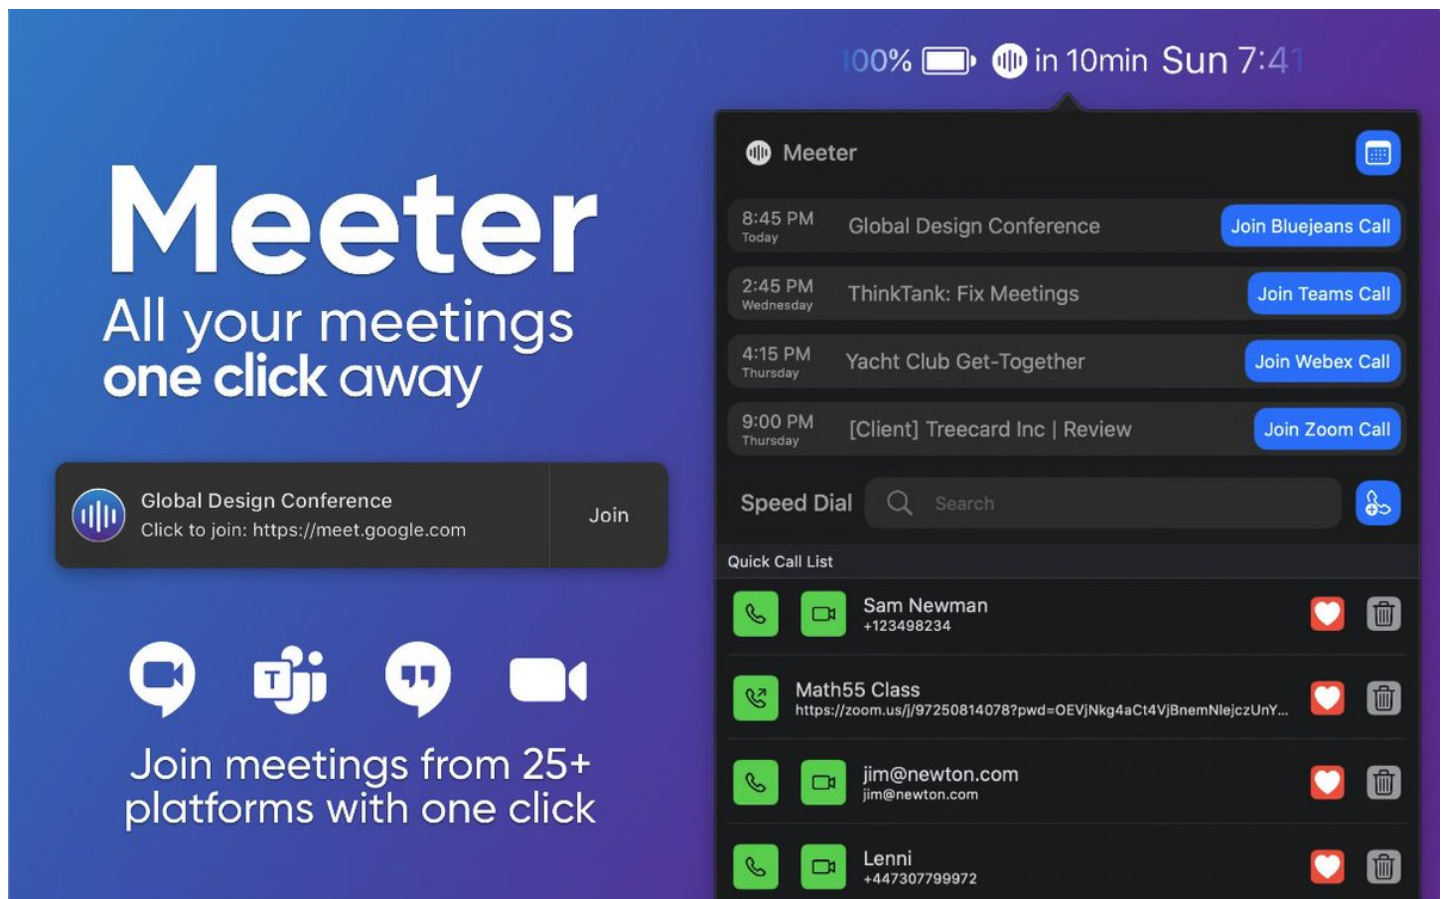 100% in 10min Sun 7:41
Meeter
All your meetings
one click away
Global Design Conference
Click to join: https://meet.google.com
Join
T
Join meetings from 25+
platforms with one click
Meeter
8:45 PM
Today
Global Design Conference
Join Bluejeans Call
2:45 PM
Wednesday
ThinkTank: Fix Meetings
Join Teams Call
4:15 PM
Thursday
Yacht Club Get-Together
Join Webex Call
9:00 PM
Thursday
[Client] Treecard Inc | Review
Join Zoom Call
Speed Dial
Search
Quick Call List
Sam Newman
+123498234
Math55 Class
https://zoom.us/j/97250814078?pwd=OEVjNkg4aCt4VjBnemNlejczUnY...
jim@newton.com
jim@newton.com
Lenni
+447307799972